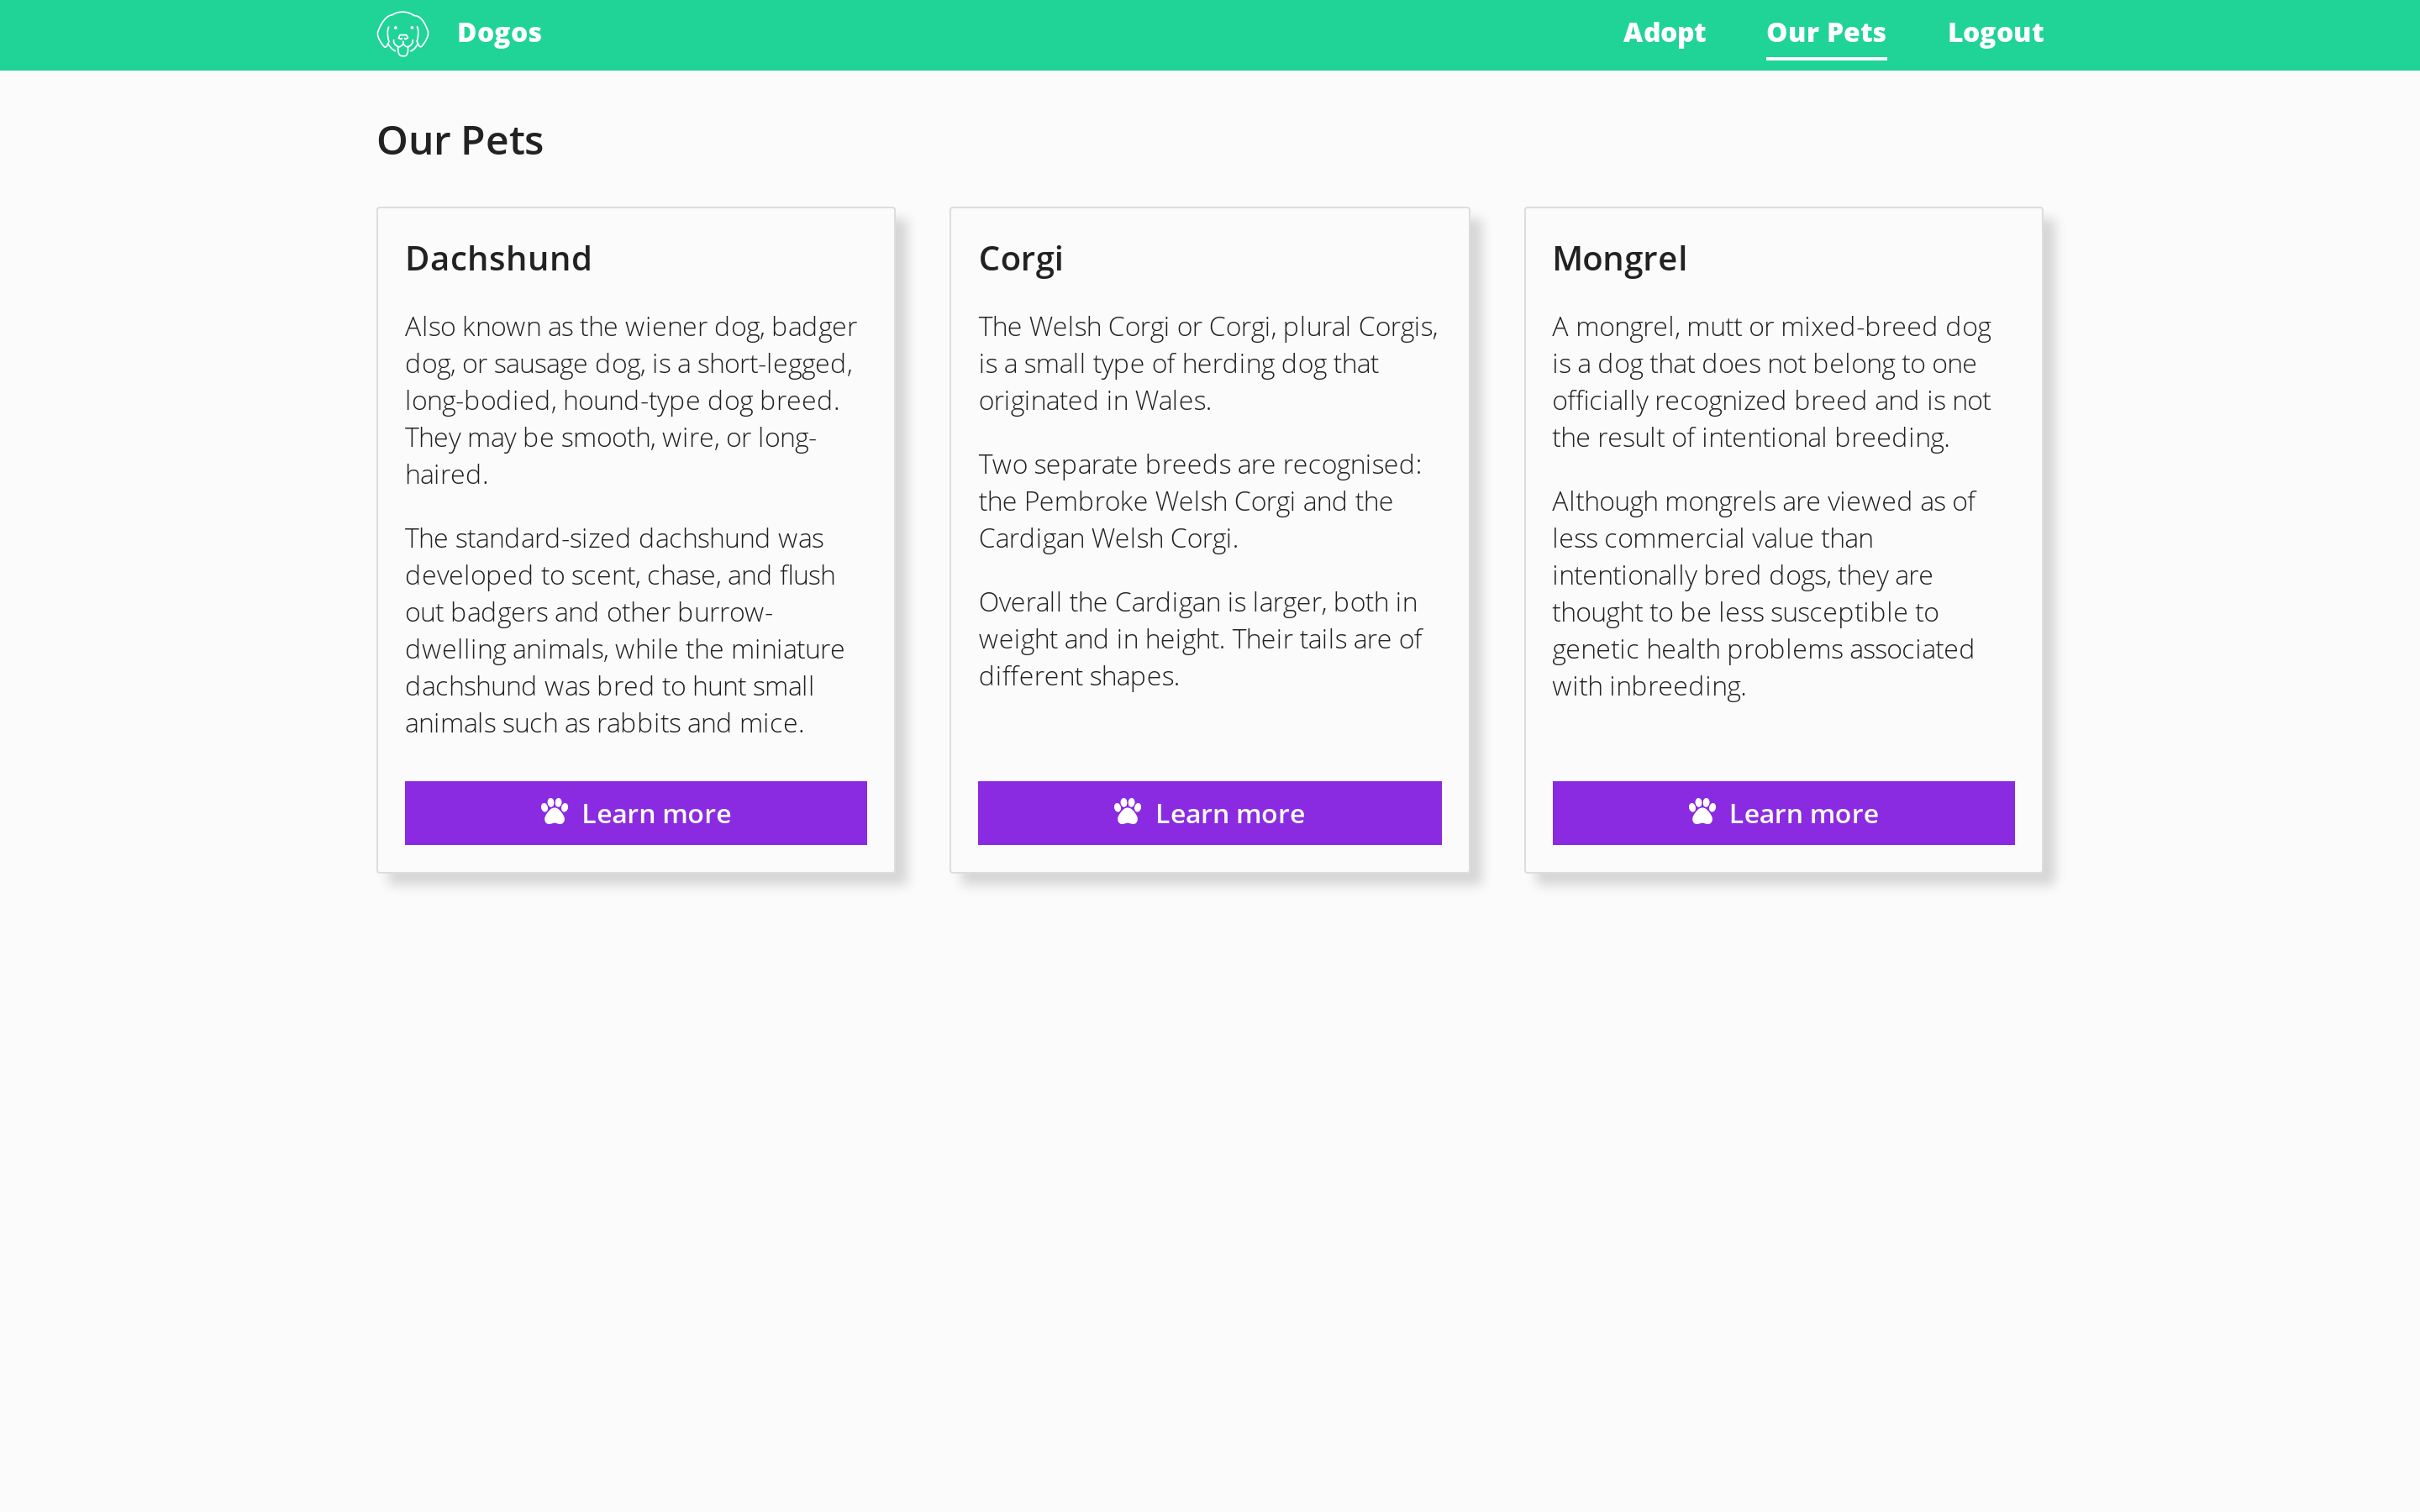 Dogos
Adopt
Our Pets
Logout
Our Pets
Dachshund
Also known as the wiener dog, badger
dog, or sausage dog, is a short-legged,
long-bodied, hound-type dog breed.
They may be smooth, wire, or long-
haired.
The standard-sized dachshund was
developed to scent, chase, and flush
out badgers and other burrow-
dwelling animals, while the miniature
dachshund was bred to hunt small
animals such as rabbits and mice.
Learn more
Corgi
The Welsh Corgi or Corgi, plural Corgis,
is a small type of herding dog that
originated in Wales.
Two separate breeds are recognised:
the Pembroke Welsh Corgi and the
Cardigan Welsh Corgi.
Overall the Cardigan is larger, both in
weight and in height. Their tails are of
different shapes.
Learn more
Mongrel
A mongrel, mutt or mixed-breed dog
is a dog that does not belong to one
officially recognized breed and is not
the result of intentional breeding.
Although mongrels are viewed as of
less commercial value than
intentionally bred dogs, they are
thought to be less susceptible to
genetic health problems associated
with inbreeding.
Learn more